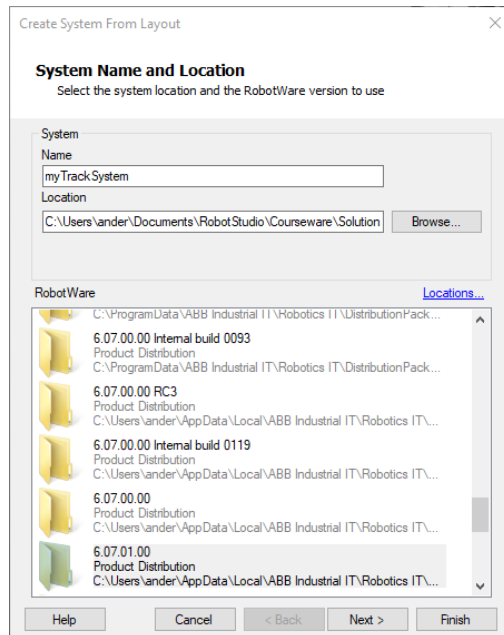 Create System From Layout
System Name and Location
Select the system location and the RobotWare version to use
System
Name
myTrackSystem
Location
C:\Users\ander\Documents\RobotStudio\Courseware\Solution
Browse...
RobotWare
Locations...
C:\ProgramData\ABB Industrial IT\Robotics IT\DistributionPack...
6.07.00.00 Internal build 0093
Product Distribution
C:\ProgramData\ABB Industrial IT\Robotics IT\DistributionPack...
6.07.00.00 RC3
Product Distribution
C:\Users\ander\AppData\Local\ABB Industrial IT\Robotics IT\...
6.07.00.00 Internal build 0119
Product Distribution
C:\Users\ander\AppData\Local\ABB Industrial IT\Robotics IT\...
6.07.00.00
Product Distribution
C:\Users\ander\AppData\Local\ABB Industrial IT\Robotics IT\...
6.07.01.00
Product Distribution
C:\Users\ander\AppData\Local\ABB Industrial IT\Robotics IT\...
Help
Cancel
< Back
Next >
Finish